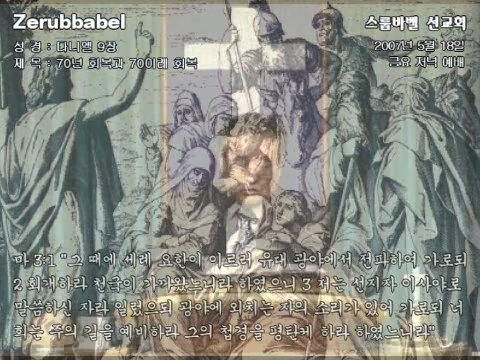 Zerubbabel
스룹바벨 선교회
성 경 : 다니엘 9장
2007년 5월 18일
제 목 : 70년 회복과 70이레 회복
금요 저녁 예배
마 3:1 " 그 때에 세례 요한이 이르러 유대 광야에서 전파하여 가로되
2 회개하라 천국이 가까왔느니라 하였으니 3 저는 선지자 이사야로
말씀하신 자라 일렀으되 광야에 외치는 자의 소리가 있어 가로되 너
희는 주의 길을 예비하라 그의 첩경을 평탄케 하라 하였느니라"